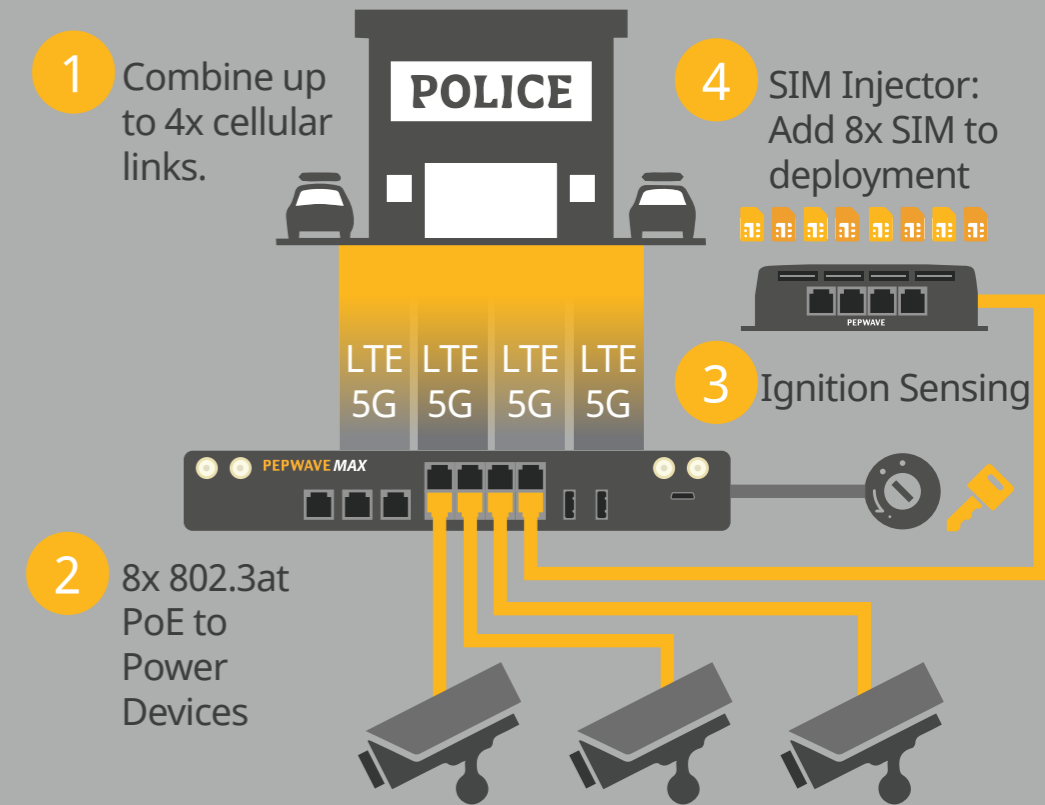 1
Combine up
to 4x cellular
links.
POLICE
4
SIM Injector:
Add 8x SIM to
deployment
PEPWAVE
LTE LTE LTE LTE
5G 5G 5G 5G
3
Ignition Sensing
PEPWAVE MAX
2
8x 802.3at
PoE to
Power
Devices